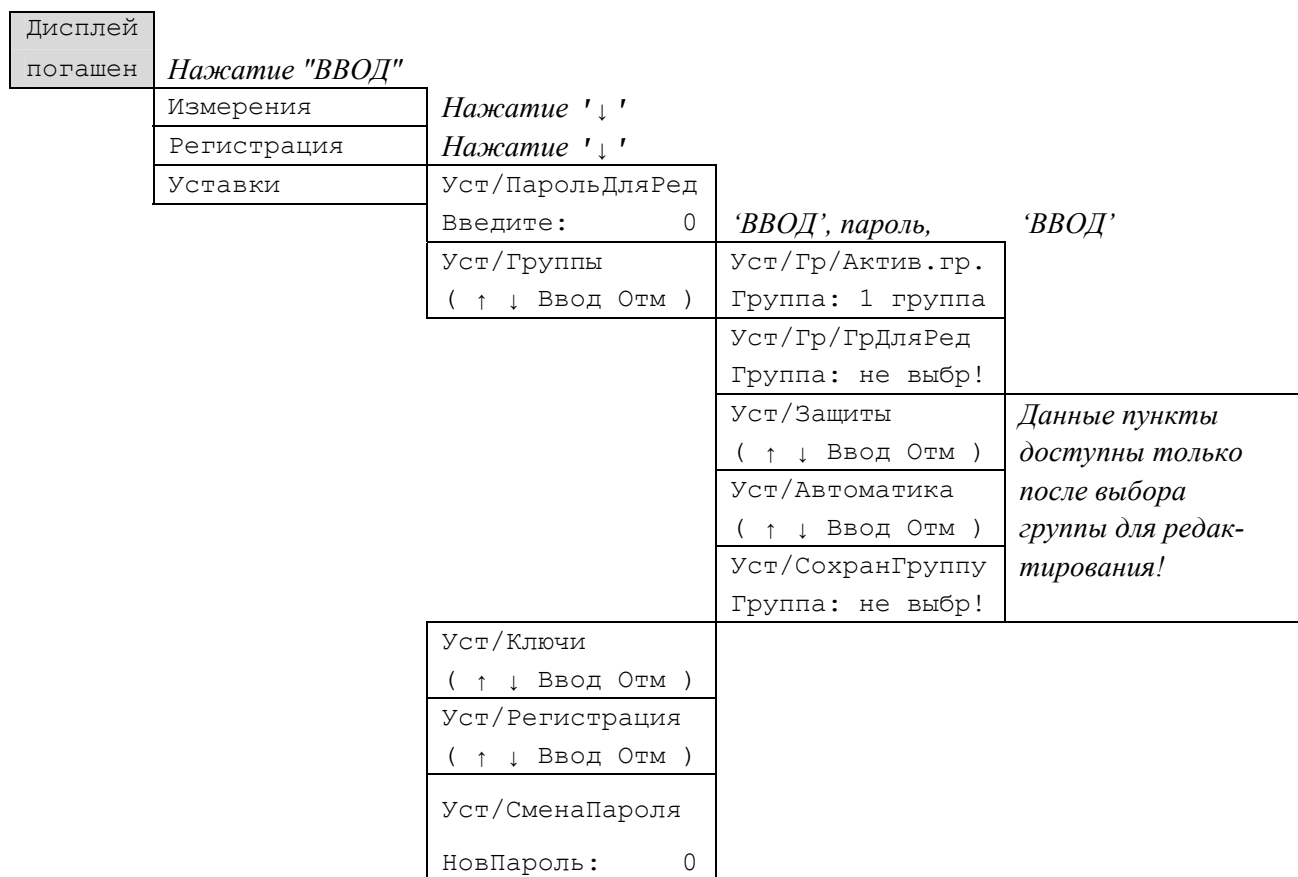 Дисплей
погашен Нажатие "ВВОД"
Измерения Нажатие '↓'
Регистрация Нажатие '↓'
Уставки Уст/ПарольДляРед
Введите: 0 ‘ВВОД’, пароль, ‘ВВОД’
Уст/Группы Уст/Гр/Актив.гр.
( ↑ ↓ Ввод Отм ) Группа: 1 группа
Уст/Гр/ГрДляРед
Группа: не выбр!
Уст/Защиты Данные пункты
( ↑ ↓ Ввод Отм ) доступны только
Уст/Автоматика после выбора
( ↑ ↓ Ввод Отм ) группы для редак-
Уст/СохранГруппу тирования!
Группа: не выбр!
Уст/Ключи
( ↑ ↓ Ввод Отм )
Уст/Регистрация
( ↑ ↓ Ввод Отм )
Уст/СменаПароля
НовПароль: 0